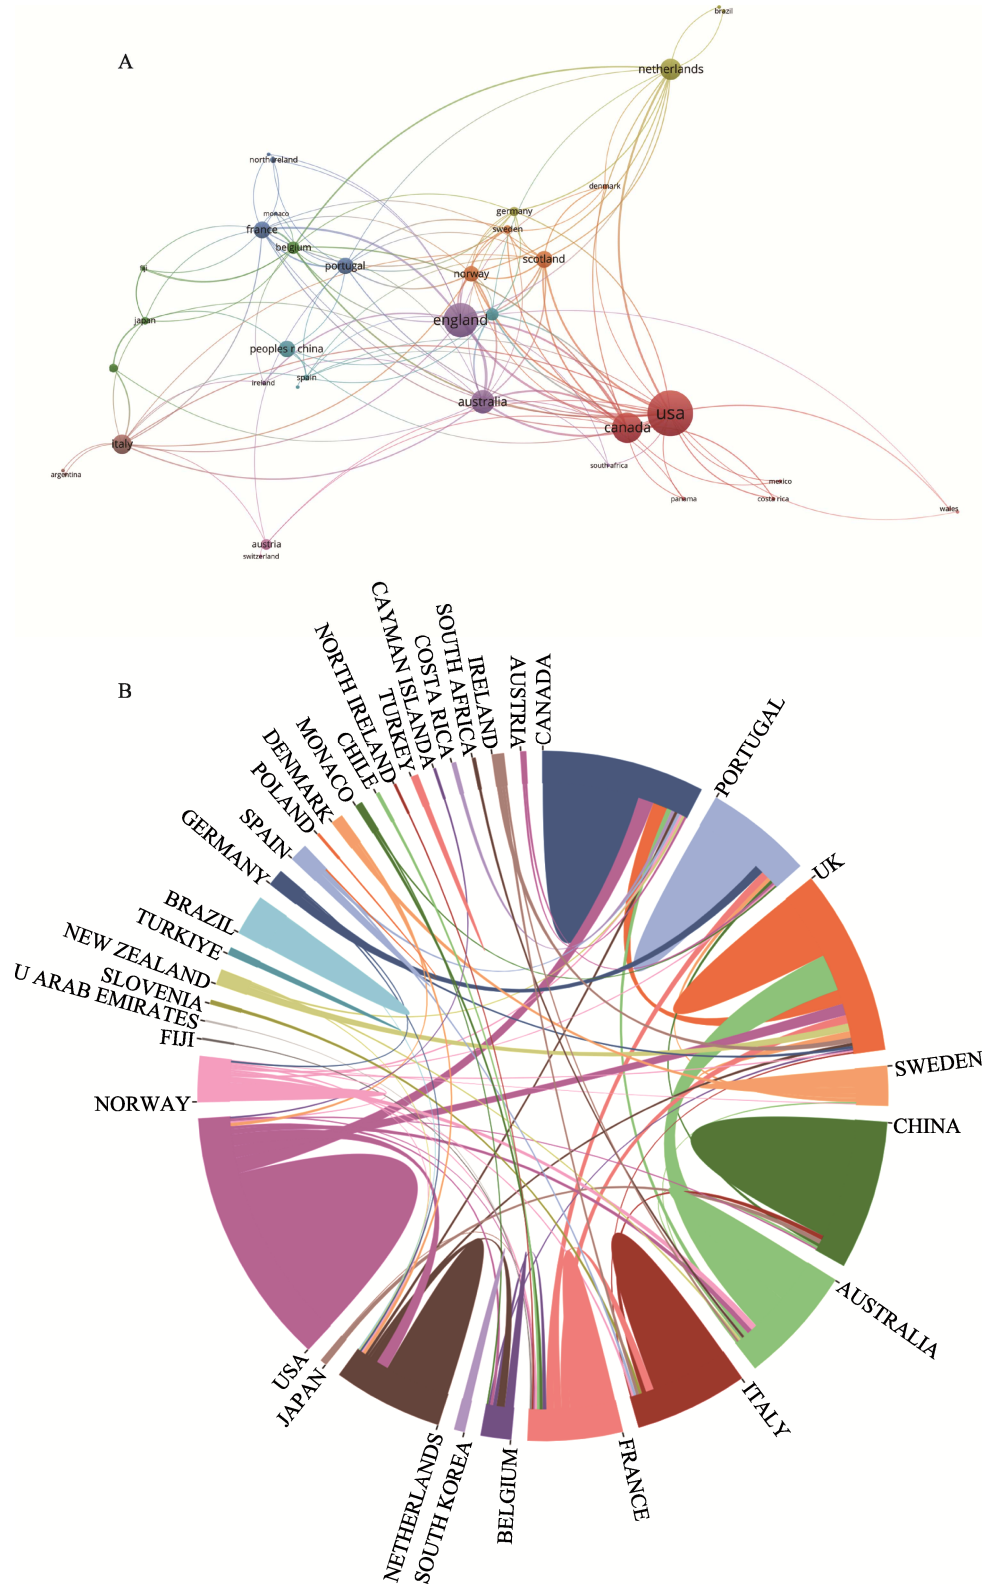 A
brazil
netherlands
north ireland
denmark
monaco
germany
france
sweden
belgium
scotland
fiji
portugal
norway
japan
england
peoples r china
spain
ireland
australia
usa
canada
italy
south africa
argentina
mexico
panama
costa rica
wales
austria
switzerland
B
CANADA
PORTUGAL
UK
SWEDEN
CHINA
AUSTRALIA
ITALY
FRANCE
BELGIUM
SOUTH KOREA
NETHERLANDS
JAPAN
USA
NORWAY
FIJI
U ARAB EMIRATES
SLOVENIA
NEW ZEALAND
TURKIYE
BRAZIL
GERMANY
SPAIN
POLAND
DENMARK
MONACO
CHILE
NORTH IRELAND
TURKEY
CAYMAN ISLANDA
COSTA RICA
SOUTH AFRICA
IRELAND
AUSTRIA